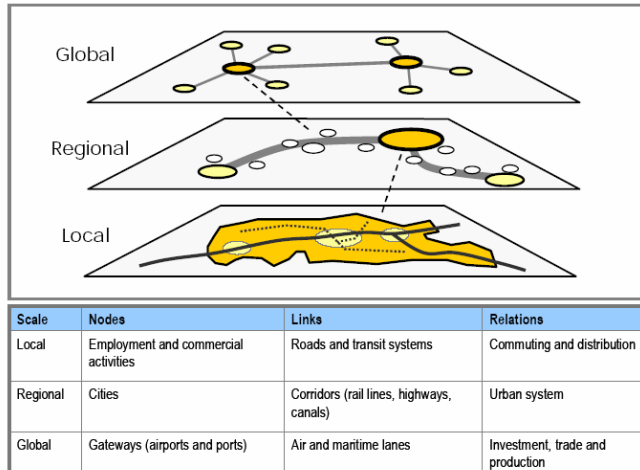 Global
Regional
Local
Scale Nodes Links Relations
Local Employment and commercial activities Roads and transit systems Commuting and distribution
Regional Cities Corridors (rail lines, highways, canals) Urban system
Global Gateways (airports and ports) Air and maritime lanes Investment, trade and production